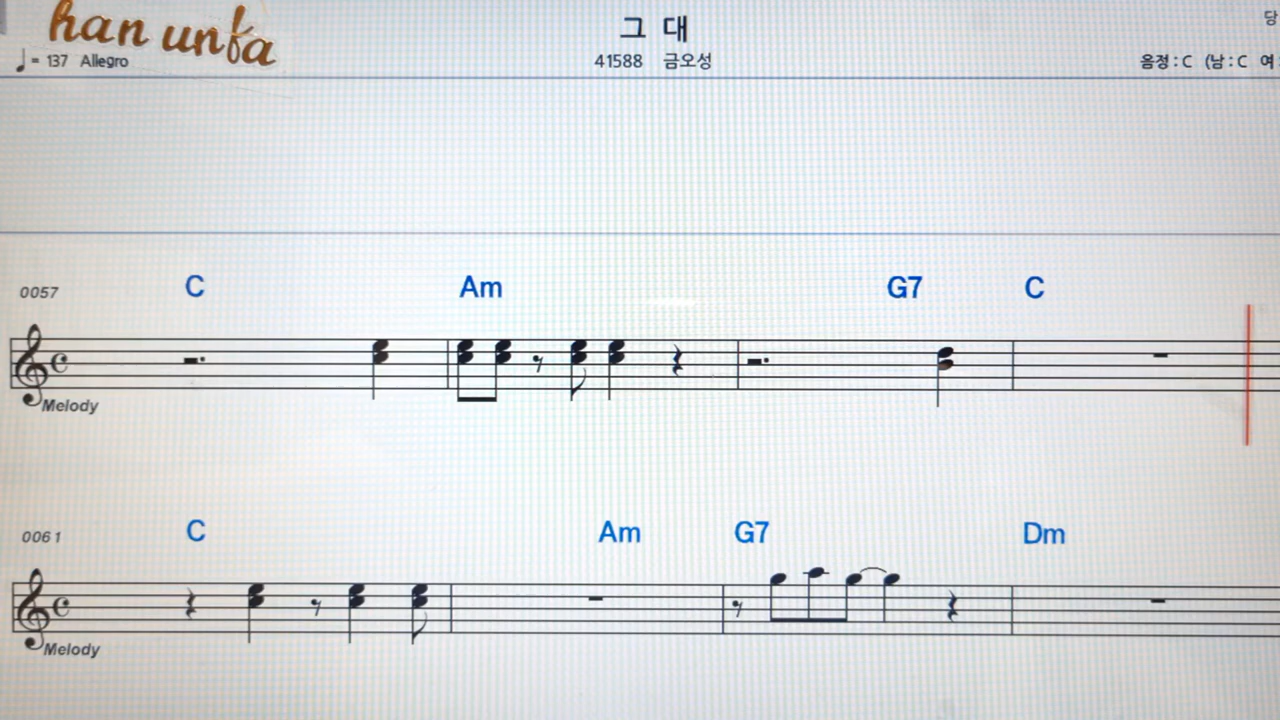 han unfa
그 대
당
♩= 137 Allegro
41588 금오성
음정 : C (남 : C 여 :
0057 C Am G7 C
Melody
0061 C Am G7 Dm
Melody